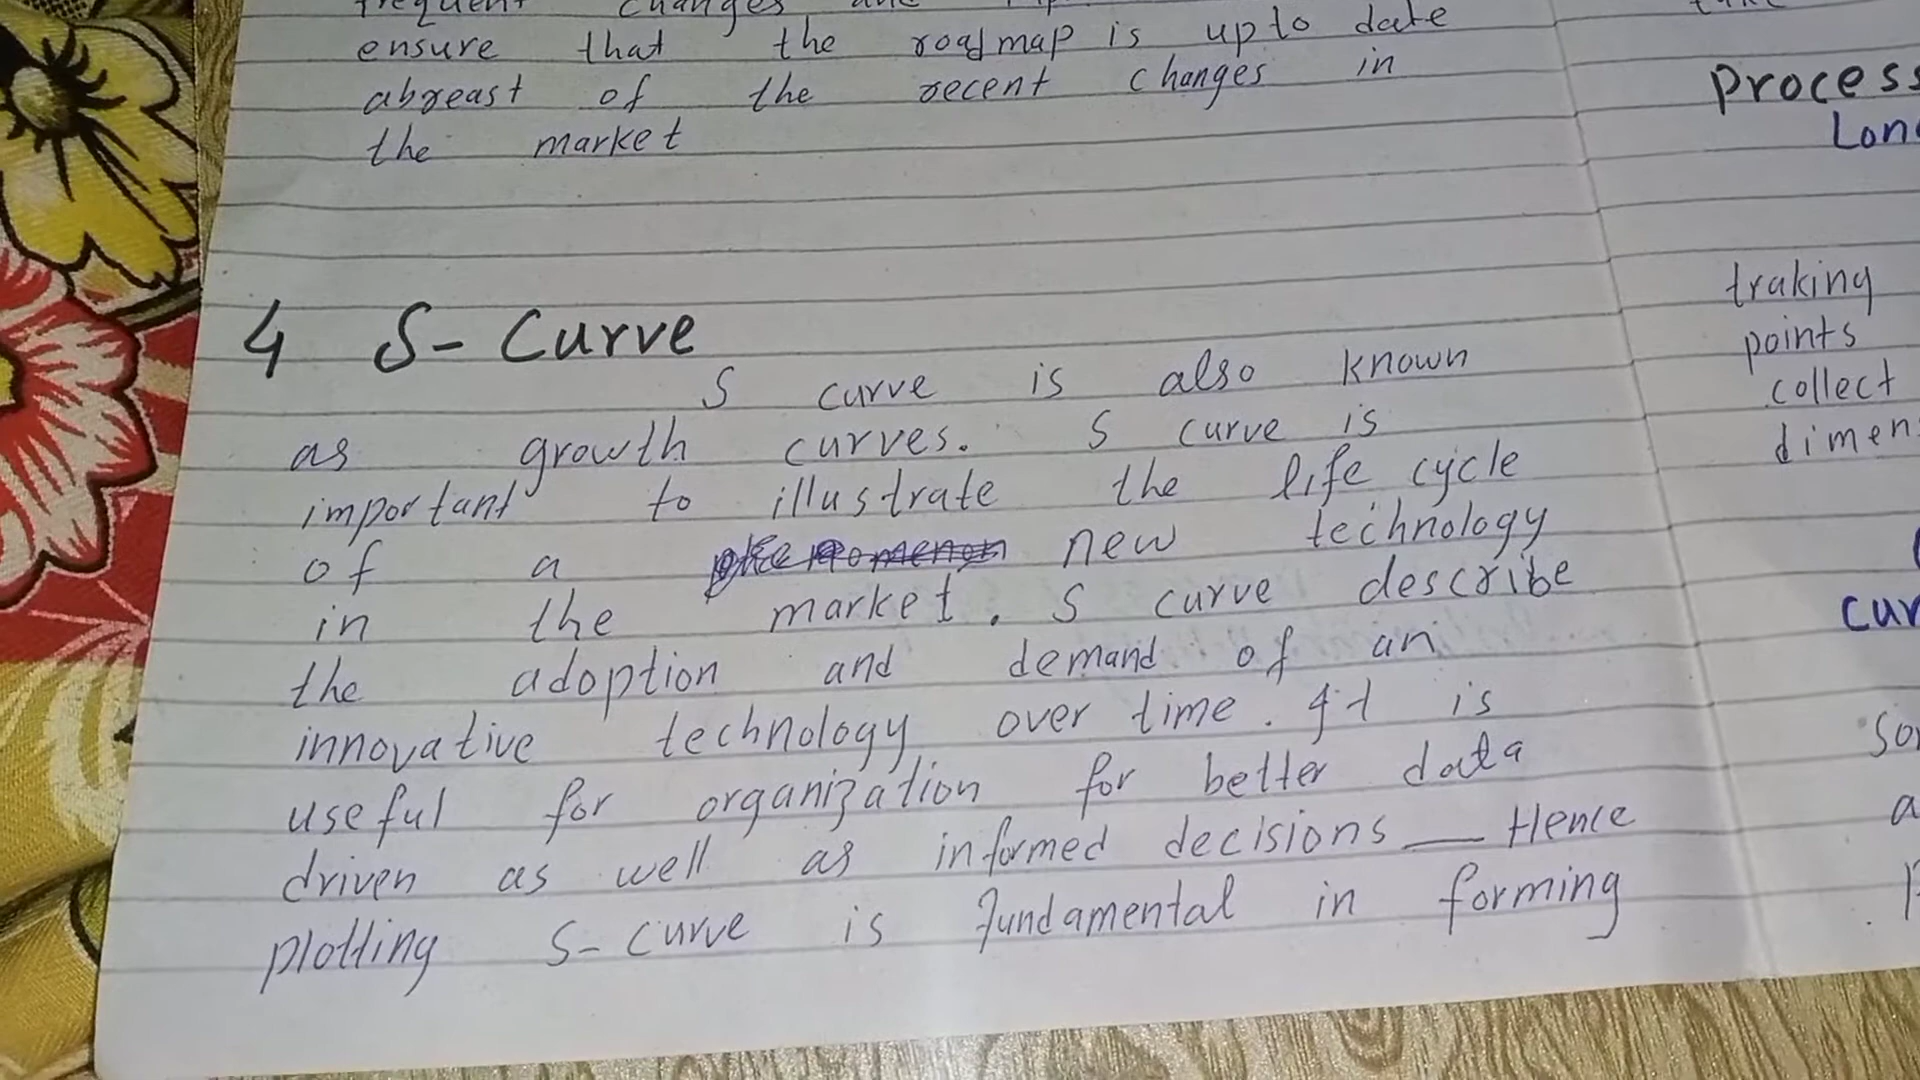 frequent changes and
ensure that the roadmap is upto date
abreast of the recent changes in
the market
4 S- Curve
S curve is also known
as growth curves. S curve is
important to illustrate the life cycle
of a new technology
in the market. S curve describe
the adoption and demand of an
innovative technology over time. It is
useful for organization for better data
driven as well as informed decisions — Hence
plotting S- curve is fundamental in forming
Process
Lon
traking
points
collect
dimen
cur